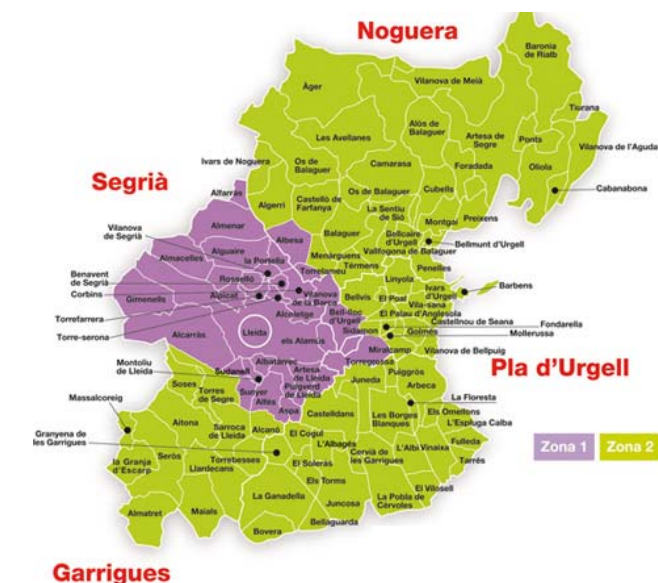 Noguera
Baronia
de Rialb
Vilanova de Meià
Àger
Tiurana
Alòs de
Balaguer
Les Avellanes
Artesa de
Segre
Ponts
Vilanova de l'Aguda
Ivars de Noguera
Os de
Balaguer
Camarasa
Foradada
Oliola
Segrià
Alfarràs
Cabanabona
Algerri
Castelló de
Farfanya
Os de Balaguer
Cubells
La Sentiu
de Sió
Montgai
Preixens
Vilanova
de Segrià
Almenar
Albesa
Balaguer
Bellcaire
d'Urgell
Bellmunt d'Urgell
Alguaire
Menàrguens
Vallfogona de Balaguer
Almacelles
la Portella
Torrelameu
Térmens
Penelles
Benavent
de Segrià
Rosselló
Linyola
Corbins
Gimenells
Alpicat
Vilanova
de la Barca
Bellvís
El Poal
Ivars
d'Urgell
Barbens
Vila-sana
Torrefarrera
Alcoletge
Bell-lloc
d'Urgell
El Palau d'Anglesola
Torre-serona
Castellnou de Seana
Fondarella
Alcarràs
Lleida
els Alamús
Sidamon
Golmés
Mollerussa
Miralcamp
Vilanova de Bellpuig
Montoliu
de Lleida
Albatàrrec
Torregrossa
Pla d'Urgell
Sudanell
Artesa
de Lleida
Puigverd
de Lleida
Juneda
Puiggròs
Soses
Sunyer
Arbeca
La Floresta
Massalcoreig
Torres
de Segre
Alfés
Aspa
Castelldans
Les Borges
Blanques
Els Omellons
L'Espluga Calba
Aitona
Sarroca
de Lleida
Alcanó
El Cogul
Granyena de
les Garrigues
L'Albagés
Fulleda
la Granja
d'Escarp
Seròs
Torrebesses
El Soleràs
Cervià de
les Garrigues
L'Albi
Vinaixa
Tarrés
Zona 1
Zona 2
Llardecans
Els Torms
El Vilosell
La Ganadella
La Pobla de
Cérvoles
Almatret
Maials
Juncosa
Bovera
Bellaguarda
Garrigues